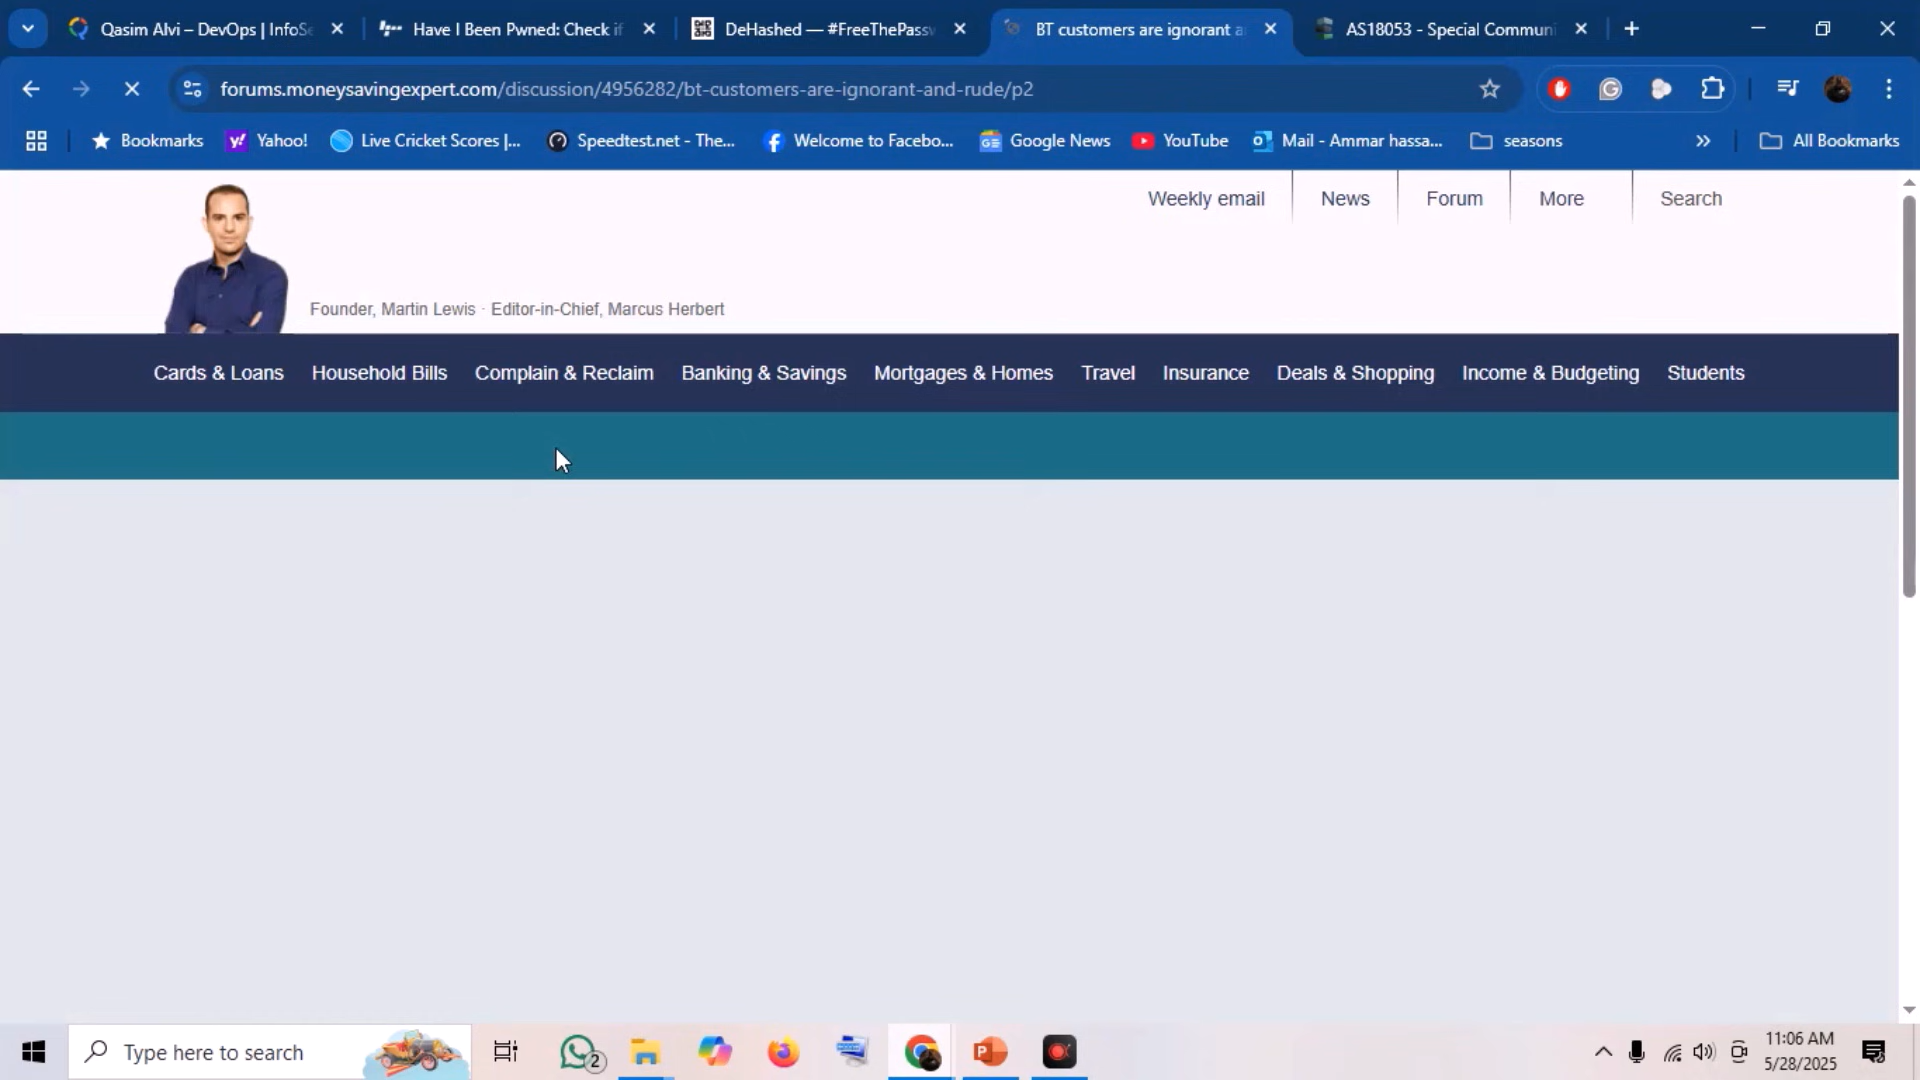 Qasim Alvi – DevOps | InfoSe
Have I Been Pwned: Check if
DeHashed — #FreeThePassw
BT customers are ignorant a
AS18053 - Special Communi
forums.moneysavingexpert.com/discussion/4956282/bt-customers-are-ignorant-and-rude/p2
Bookmarks
Yahoo!
Live Cricket Scores |...
Speedtest.net - The...
Welcome to Facebo...
Google News
YouTube
Mail - Ammar hassa...
seasons
»
All Bookmarks
Weekly email
News
Forum
More
Search
Founder, Martin Lewis · Editor-in-Chief, Marcus Herbert
Cards & Loans
Household Bills
Complain & Reclaim
Banking & Savings
Mortgages & Homes
Travel
Insurance
Deals & Shopping
Income & Budgeting
Students
Type here to search
2
11:06 AM
5/28/2025